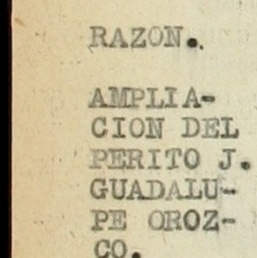 RAZON.
AMPLIA-
CION DEL
PERITO J.
GUADALU-
PE OROZ-
CO.